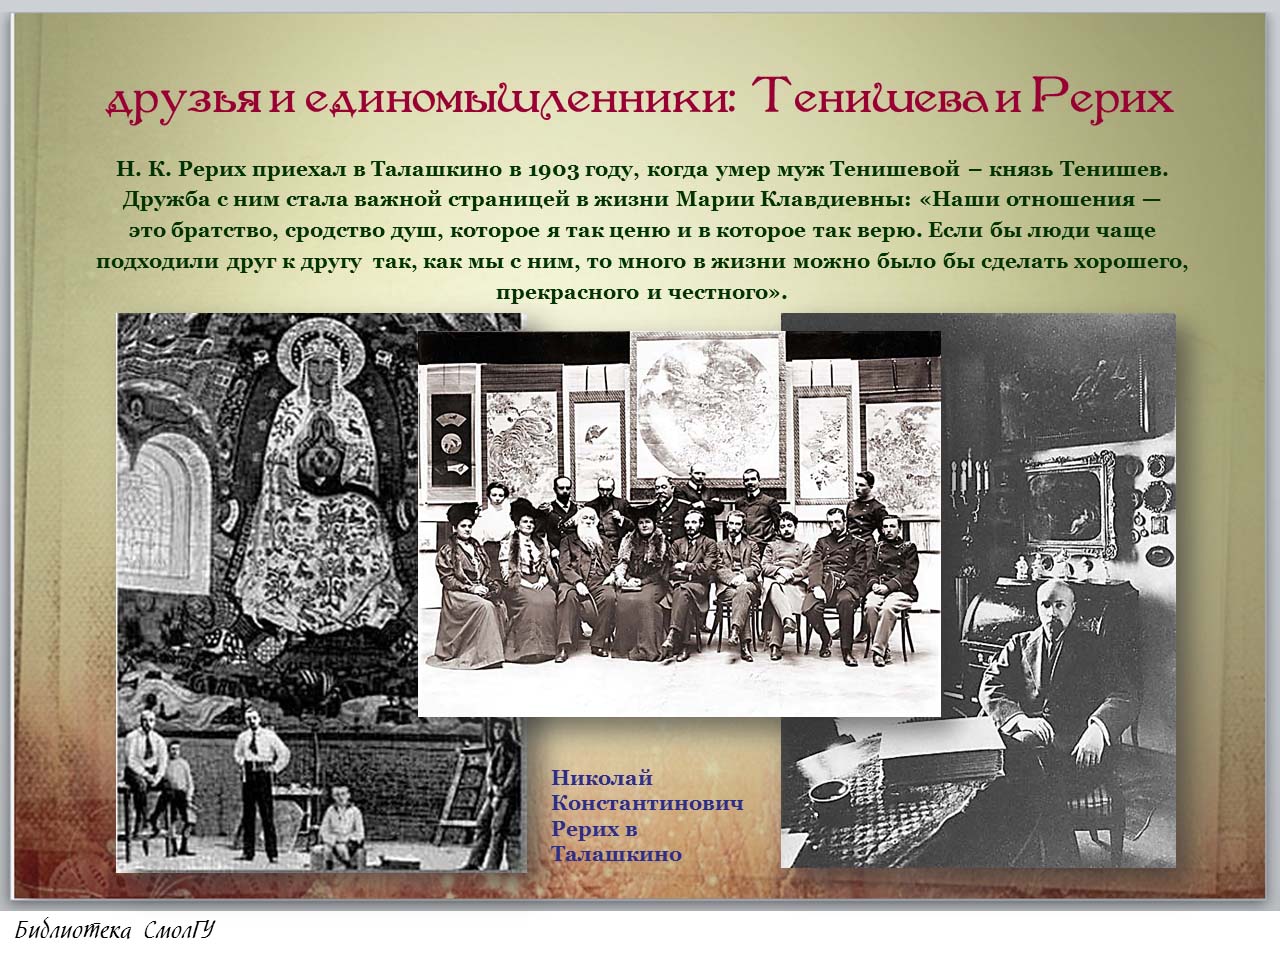 друзья и единомышленники: Тенишева и Рерих
Н. К. Рерих приехал в Талашкино в 1903 году, когда умер муж Тенишевой – князь Тенишев.
Дружба с ним стала важной страницей в жизни Марии Клавдиевны: «Наши отношения —
это братство, сродство душ, которое я так ценю и в которое так верю. Если бы люди чаще
подходили друг к другу так, как мы с ним, то много в жизни можно было бы сделать хорошего,
прекрасного и честного».
Николай
Константинович
Рерих в
Талашкино
Библиотека СмолГУ